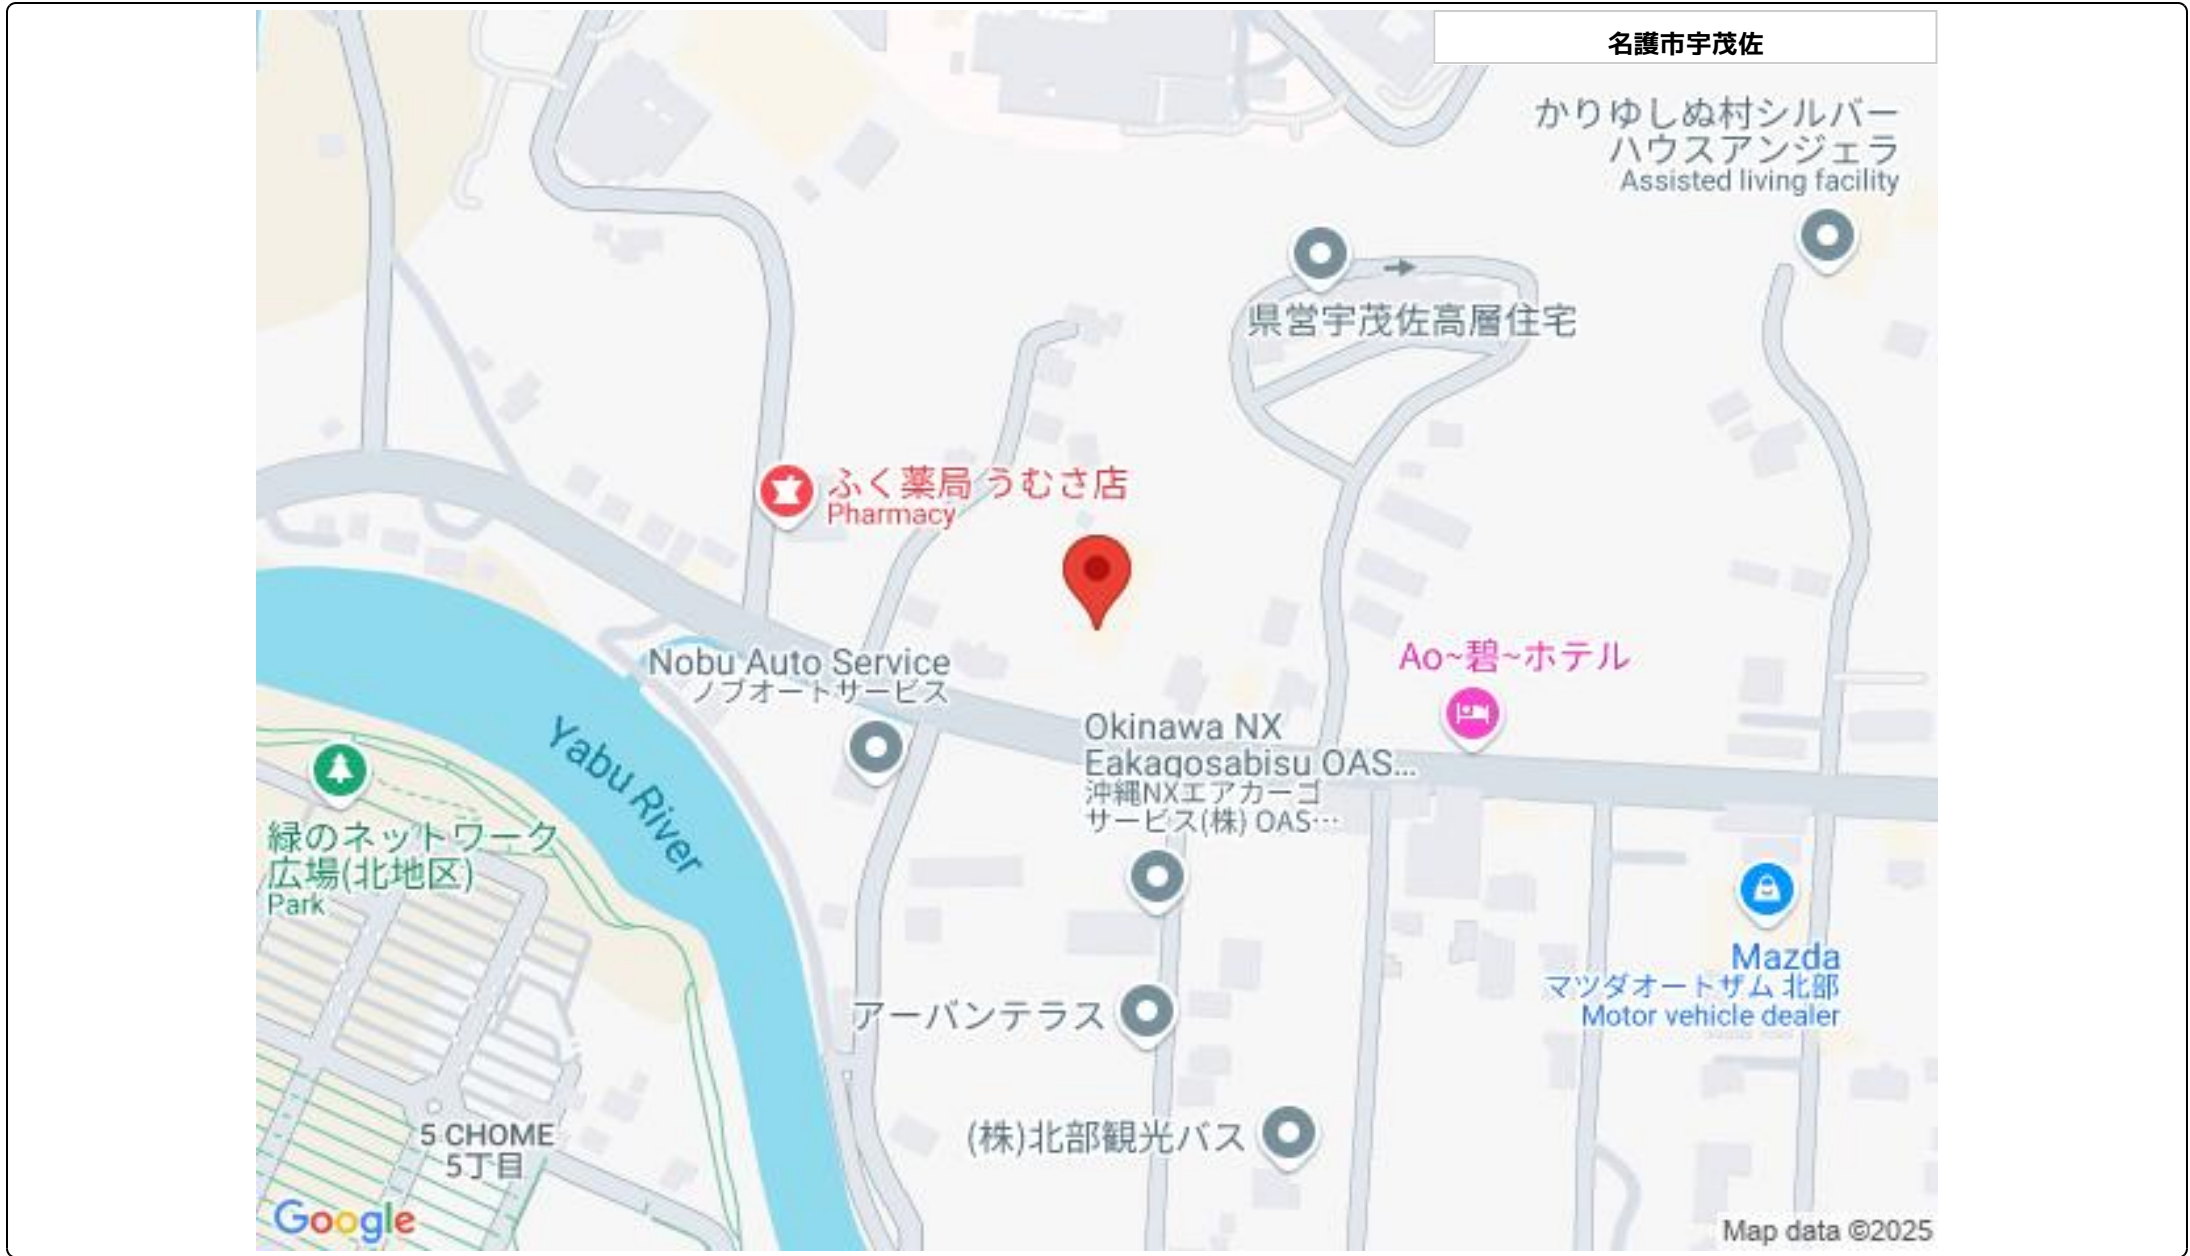 名護市宇茂佐
かりゆしぬ村シルバー
ハウスアンジェラ
Assisted living facility
県営宇茂佐高層住宅
ふく薬局 うむさ店
Pharmacy
Nobu Auto Service
ノブオートサービス
Ao~碧~ホテル
Okinawa NX
Eakagosabisu OAS...
沖縄NXエアカーゴ
サービス(株) OAS…
Yabu River
緑のネットワーク
広場(北地区)
Park
Mazda
マツダオートザム 北部
Motor vehicle dealer
アーバンテラス
(株)北部観光バス
5 CHOME
5丁目
Google
Map data ©2025